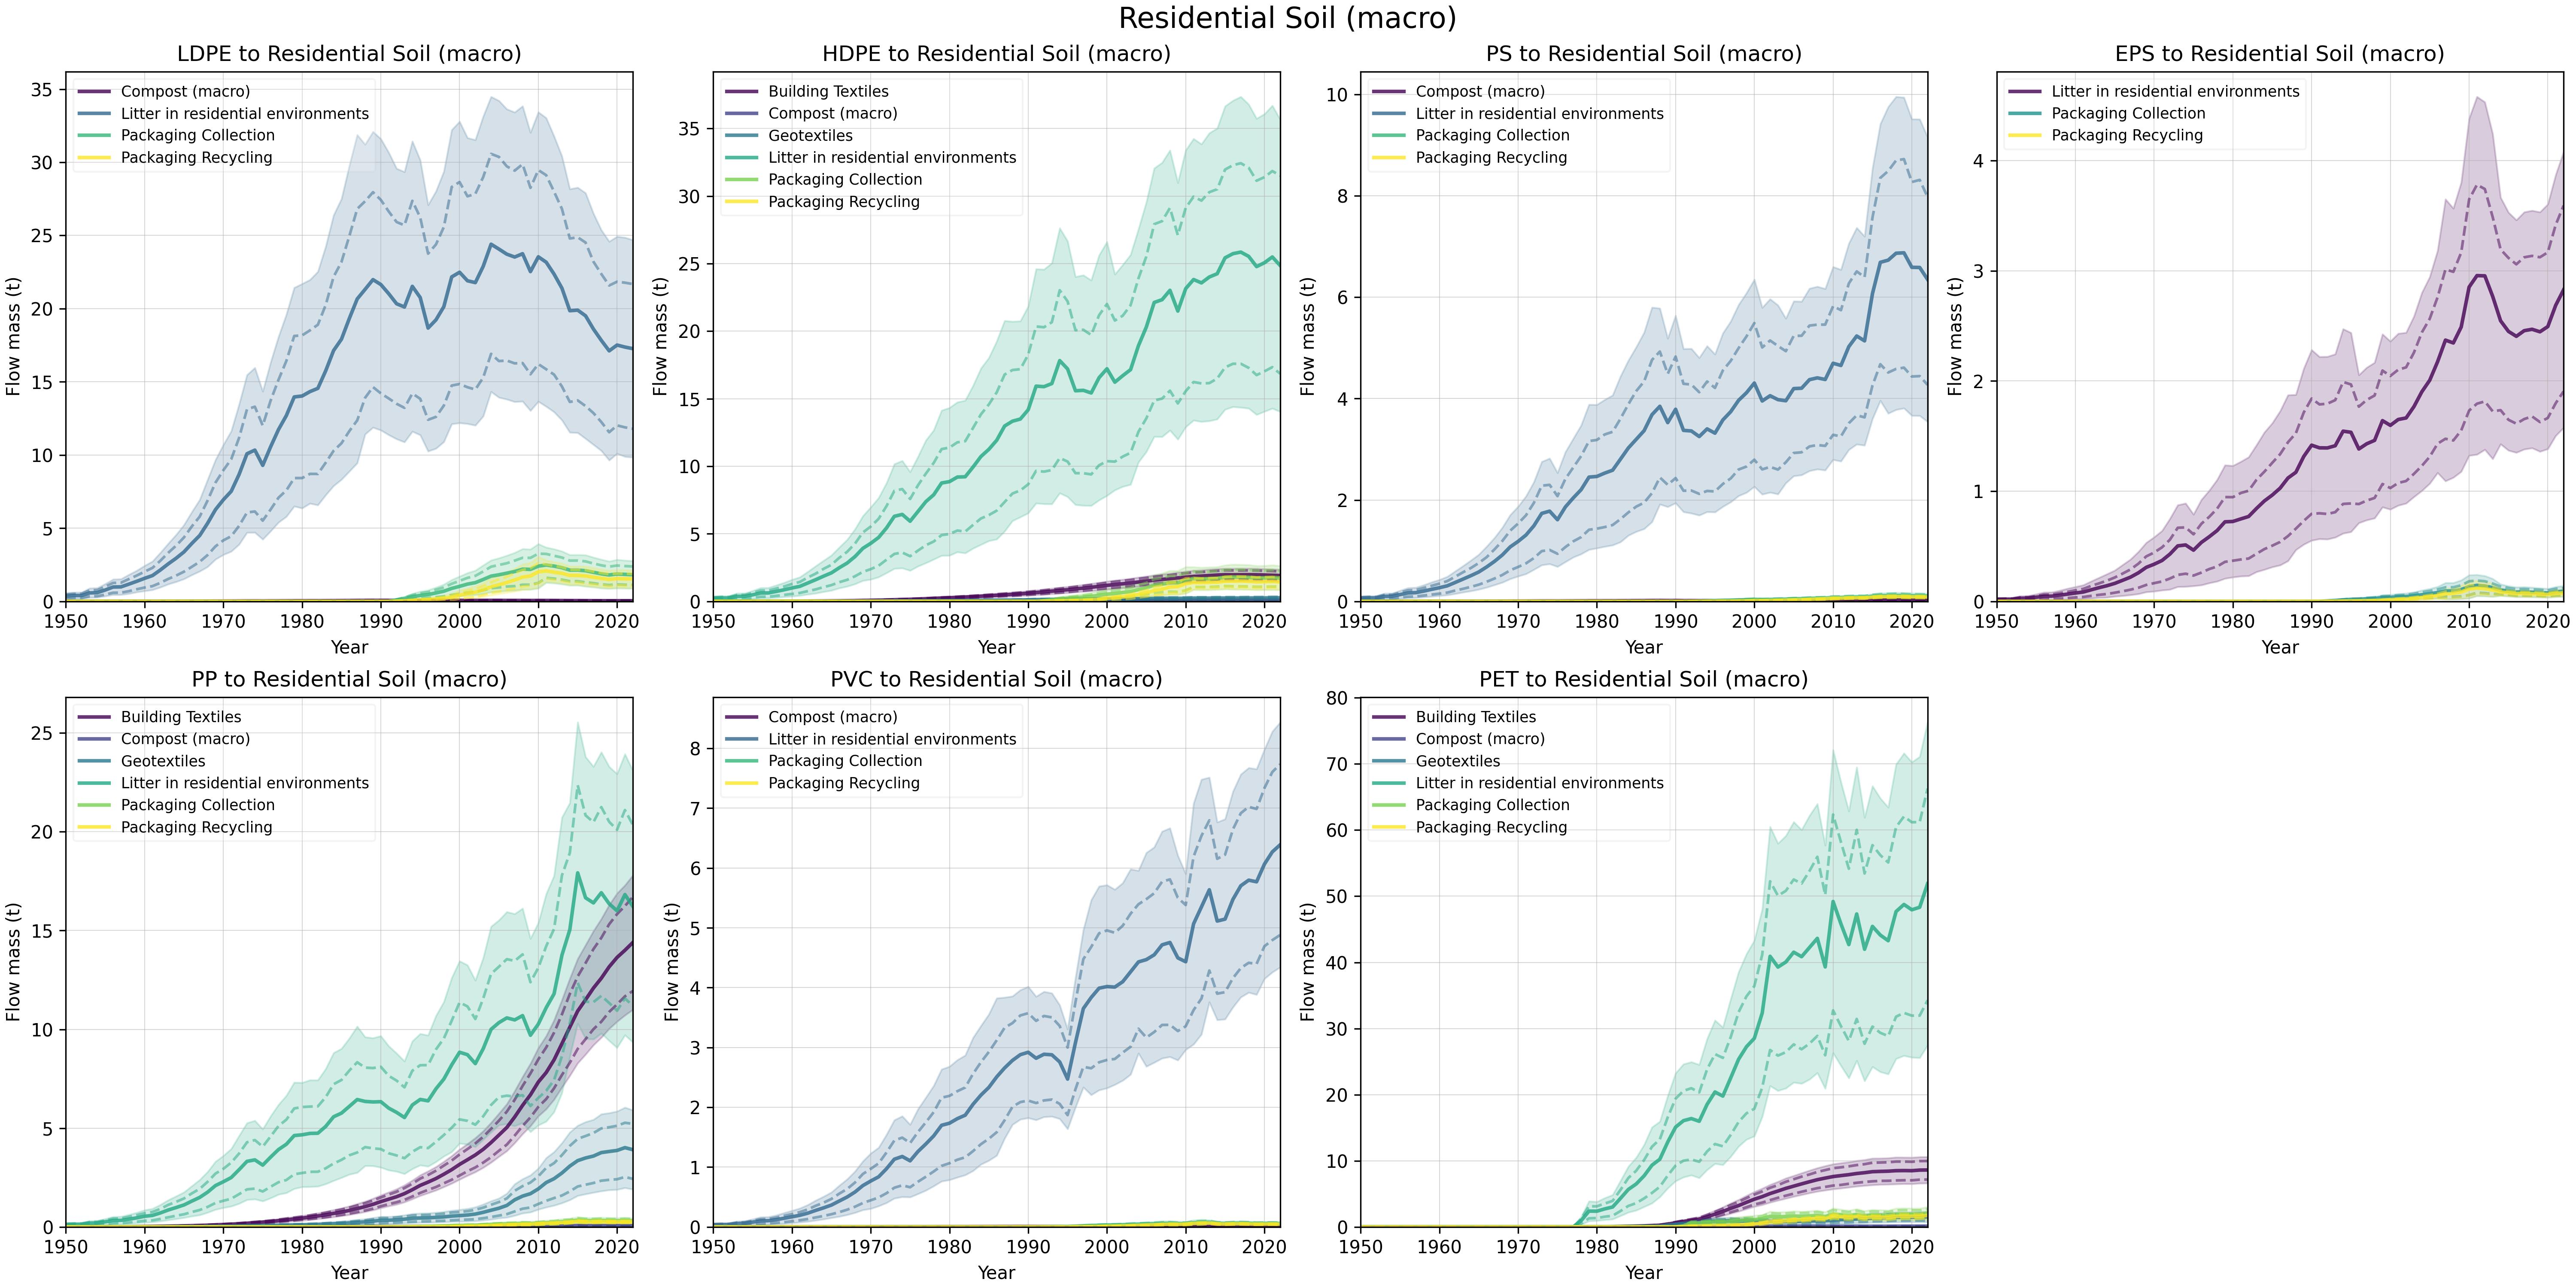 Residential Soil (macro)
LDPE to Residential Soil (macro)
Flow mass (t)
35
30
25
20
15
10
5
0
Compost (macro)
Litter in residential environments
Packaging Collection
Packaging Recycling
1950 1960 1970 1980 1990 2000 2010 2020
Year
HDPE to Residential Soil (macro)
Flow mass (t)
35
30
25
20
15
10
5
0
Building Textiles
Compost (macro)
Geotextiles
Litter in residential environments
Packaging Collection
Packaging Recycling
1950 1960 1970 1980 1990 2000 2010 2020
Year
PS to Residential Soil (macro)
Flow mass (t)
10
8
6
4
2
0
Compost (macro)
Litter in residential environments
Packaging Collection
Packaging Recycling
1950 1960 1970 1980 1990 2000 2010 2020
Year
EPS to Residential Soil (macro)
Flow mass (t)
4
3
2
1
0
Litter in residential environments
Packaging Collection
Packaging Recycling
1950 1960 1970 1980 1990 2000 2010 2020
Year
PP to Residential Soil (macro)
Flow mass (t)
25
20
15
10
5
0
Building Textiles
Compost (macro)
Geotextiles
Litter in residential environments
Packaging Collection
Packaging Recycling
1950 1960 1970 1980 1990 2000 2010 2020
Year
PVC to Residential Soil (macro)
Flow mass (t)
8
7
6
5
4
3
2
1
0
Compost (macro)
Litter in residential environments
Packaging Collection
Packaging Recycling
1950 1960 1970 1980 1990 2000 2010 2020
Year
PET to Residential Soil (macro)
Flow mass (t)
80
70
60
50
40
30
20
10
0
Building Textiles
Compost (macro)
Geotextiles
Litter in residential environments
Packaging Collection
Packaging Recycling
1950 1960 1970 1980 1990 2000 2010 2020
Year